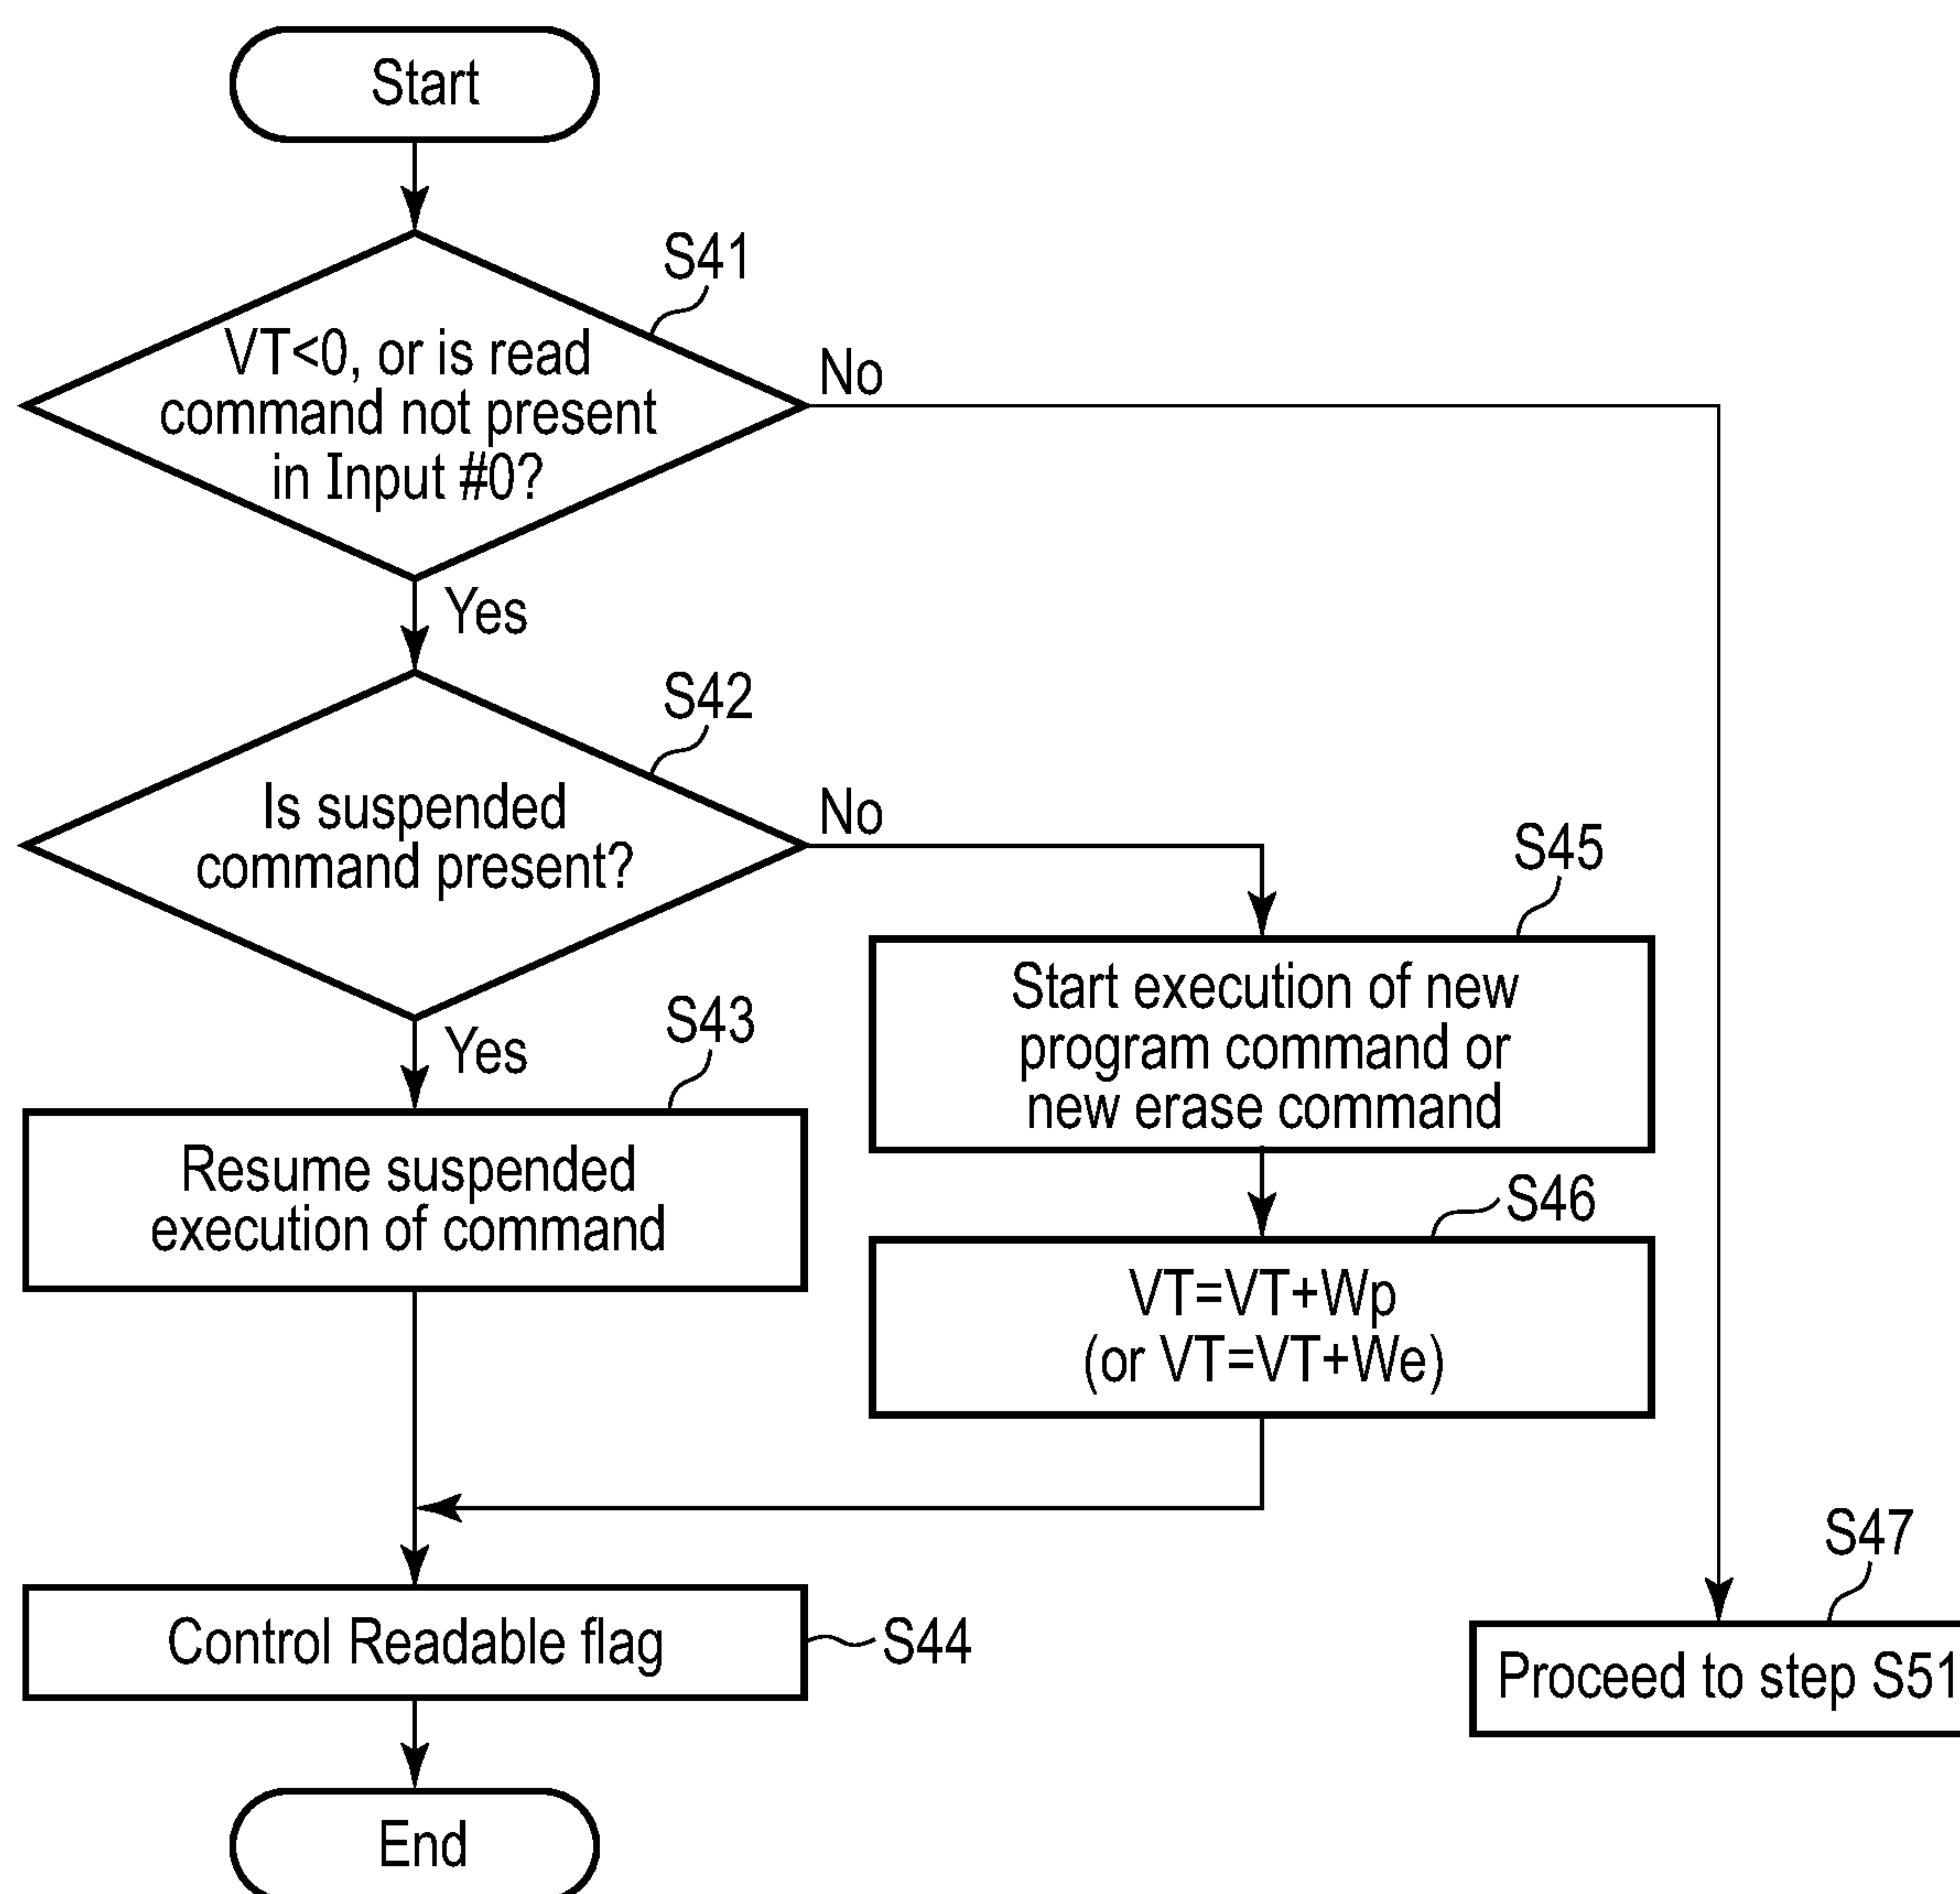 Start
S41
VT<0, or is read
command not present
in Input #0?
No
Yes
S42
Is suspended
command present?
No
Yes
S45
Start execution of new
program command or
new erase command
S43
Resume suspended
execution of command
S46
VT=VT+Wp
(or VT=VT+We)
Control Readable flag
S44
S47
Proceed to step S51
End